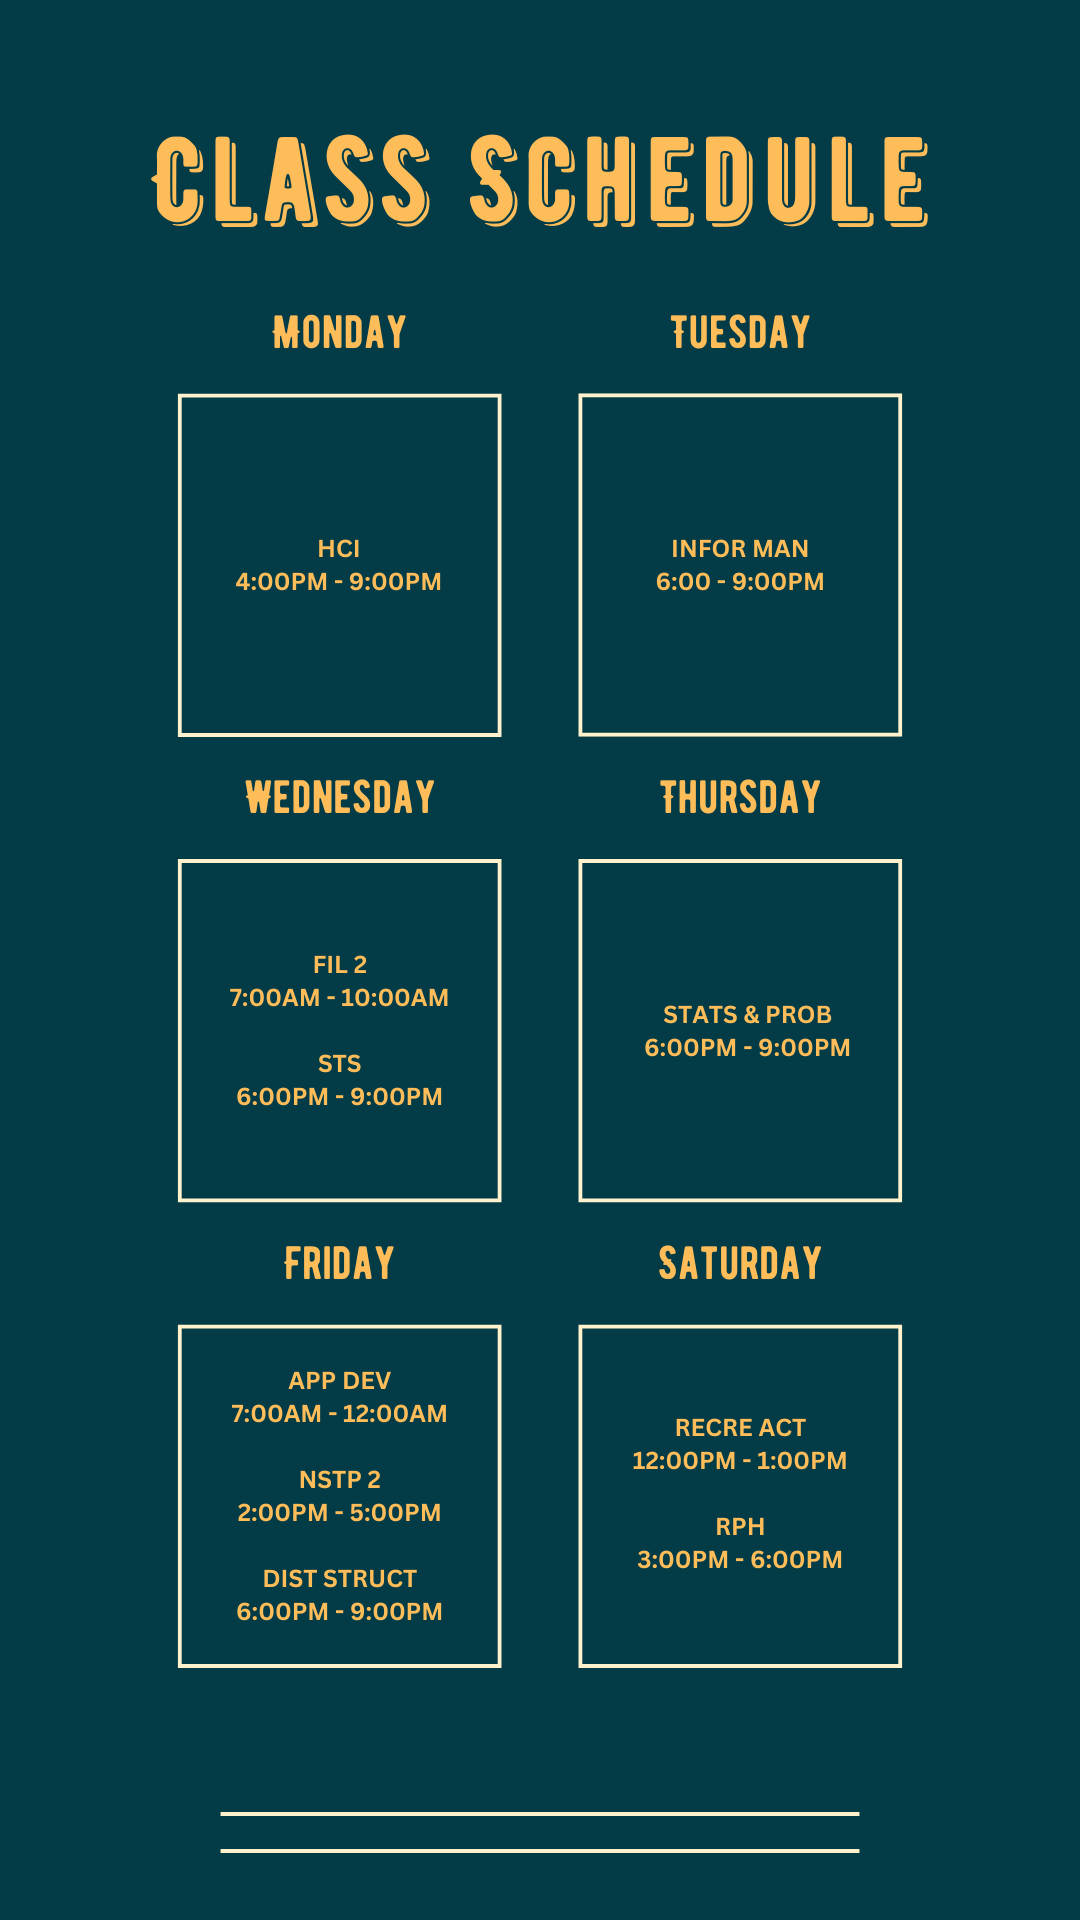 CLASS SCHEDULE
MONDAY
HCI
4:00PM - 9:00PM
TUESDAY
INFOR MAN
6:00 - 9:00PM
WEDNESDAY
FIL 2
7:00AM - 10:00AM
STS
6:00PM - 9:00PM
THURSDAY
STATS & PROB
6:00PM - 9:00PM
FRIDAY
APP DEV
7:00AM - 12:00AM
NSTP 2
2:00PM - 5:00PM
DIST STRUCT
6:00PM - 9:00PM
SATURDAY
RECRE ACT
12:00PM - 1:00PM
RPH
3:00PM - 6:00PM